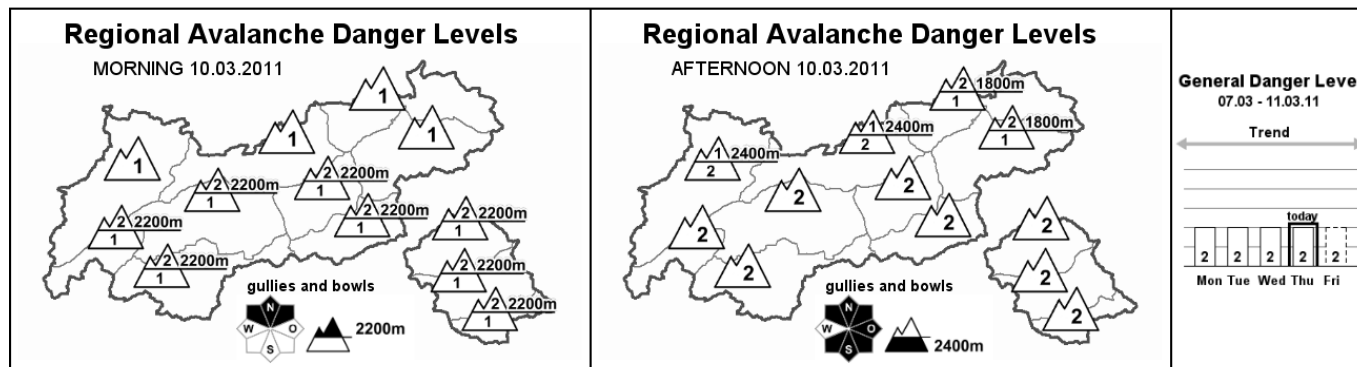 Regional Avalanche Danger Levels
MORNING 10.03.2011
1
1
1
1
2 2200m
1
2 2200m
1
2 2200m
1
2 2200m
1
2 2200m
1
2 2200m
1
2 2200m
1
2 2200m
1
gullies and bowls
N
W O
S
2200m
Regional Avalanche Danger Levels
AFTERNOON 10.03.2011
2 1800m
1
2 1800m
1
1 2400m
2
1 2400m
2
2
2
2
2
2
2
2
2
gullies and bowls
N
W O
S
2400m
General Danger Leve
07.03 - 11.03.11
Trend
today
2 2 2 2 2
Mon Tue Wed Thu Fri